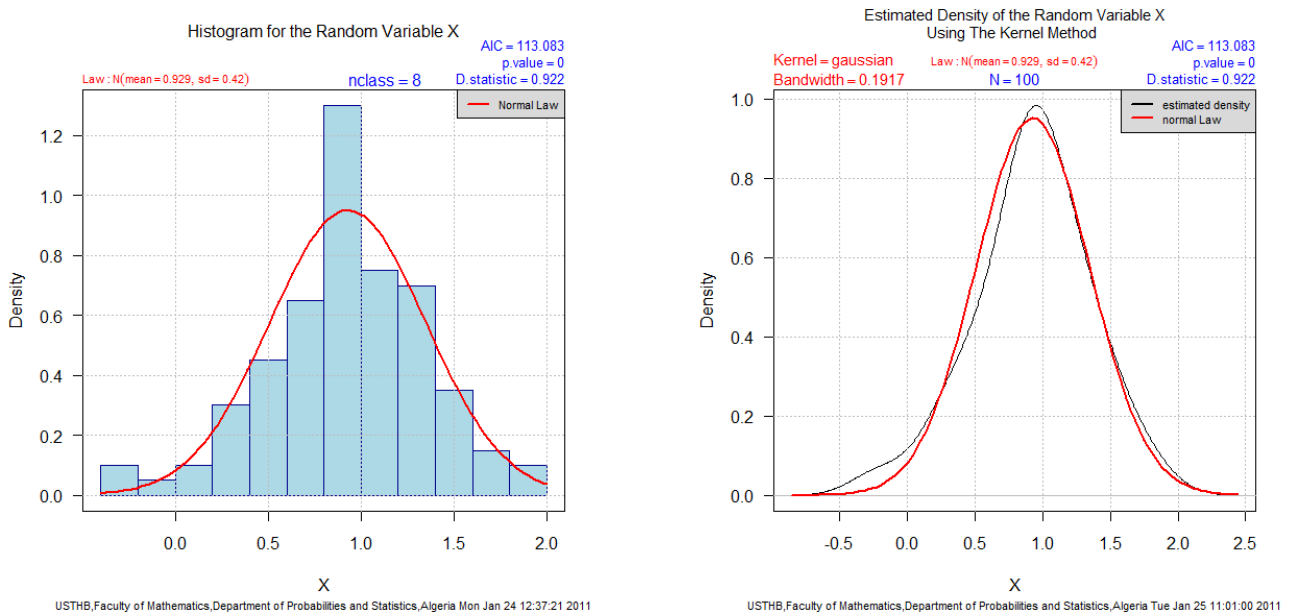 Histogram for the Random Variable X
AIC = 113.083
p.value = 0
Law : N(mean = 0.929, sd = 0.42)
nclass = 8
D.statistic = 0.922
Normal Law
Density
1.2
1.0
0.8
0.6
0.4
0.2
0.0
0.0 0.5 1.0 1.5 2.0
X
USTHB,Faculty of Mathematics,Department of Probabilities and Statistics,Algeria Mon Jan 24 12:37:21 2011
Estimated Density of the Random Variable X
Using The Kernel Method
AIC = 113.083
Kernel = gaussian
Law : N(mean = 0.929, sd = 0.42)
p.value = 0
Bandwidth = 0.1917
N = 100
D.statistic = 0.922
estimated density
normal Law
Density
1.0
0.8
0.6
0.4
0.2
0.0
-0.5 0.0 0.5 1.0 1.5 2.0 2.5
X
USTHB,Faculty of Mathematics,Department of Probabilities and Statistics,Algeria Tue Jan 25 11:01:00 2011